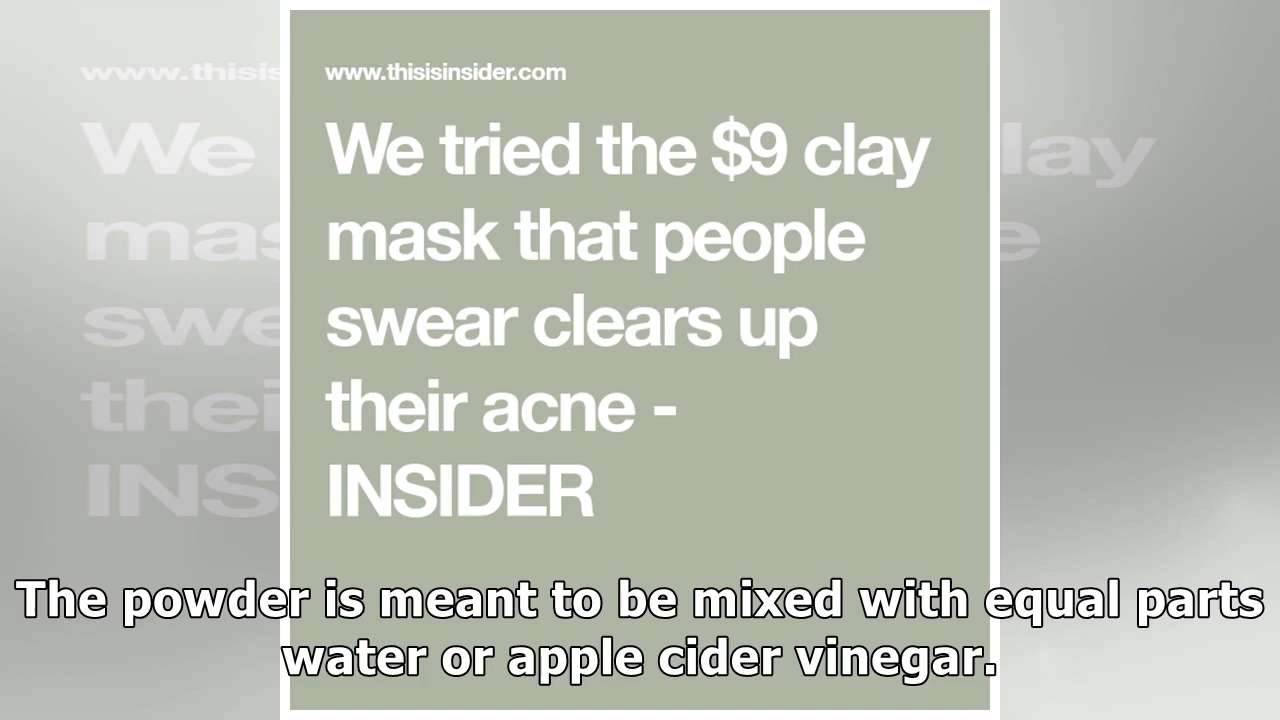 www.thisisinsider.com
We tried the $9 clay
mask that people
swear clears up
their acne -
INSIDER
The powder is meant to be mixed with equal parts
water or apple cider vinegar.